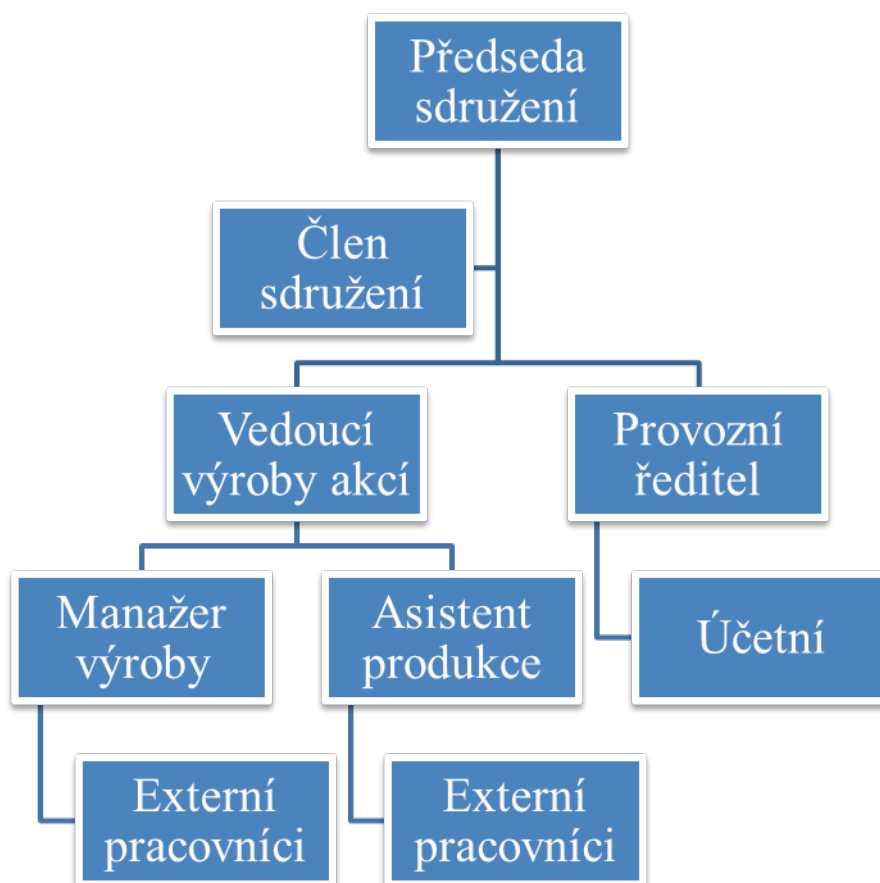 Předseda
sdružení
Člen
sdružení
Vedoucí
výroby akcí
Provozní
ředitel
Manažer
výroby
Asistent
produkce
Účetní
Externí
pracovníci
Externí
pracovníci